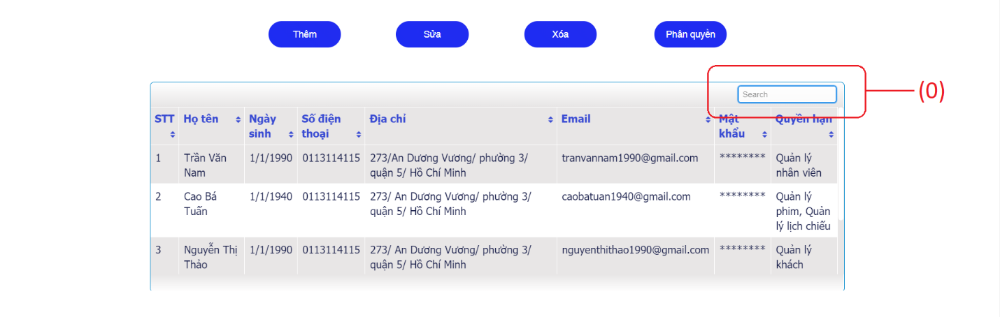 Thêm Sửa Xóa Phân quyền
Search
(0)
STT Họ tên Ngày sinh Số điện thoại Địa chỉ Email Mật khẩu Quyền hạn
1 Trần Văn Nam 1/1/1990 0113114115 273/An Dương Vương/ phường 3/ quận 5/ Hồ Chí Minh tranvannam1990@gmail.com ******** Quản lý nhân viên
2 Cao Bá Tuấn 1/1/1940 0113114115 273/ An Dương Vương/ phường 3/ quận 5/ Hồ Chí Minh caobatuan1940@gmail.com ******** Quản lý phim, Quản lý lịch chiếu
3 Nguyễn Thị Thảo 1/1/1990 0113114115 273/ An Dương Vương/ phường 3/ quận 5/ Hồ Chí Minh nguyenthithao1990@gmail.com ******** Quản lý khách